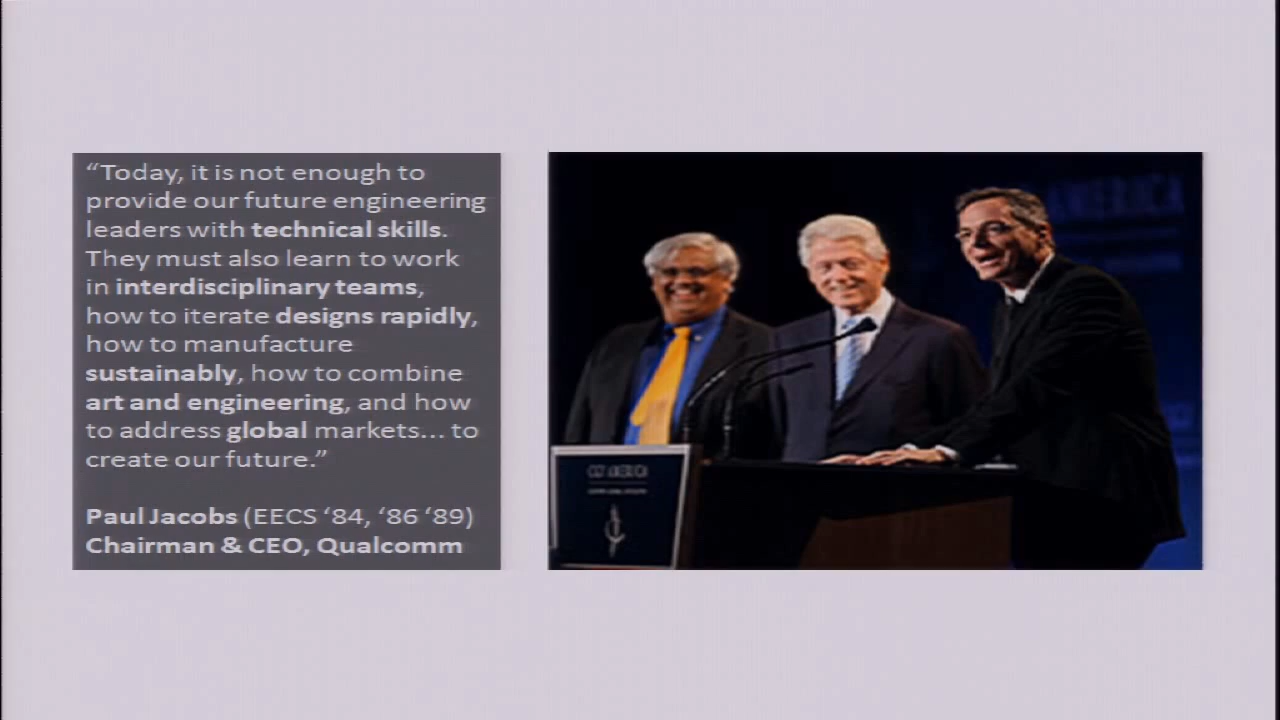 “Today, it is not enough to
provide our future engineering
leaders with technical skills.
They must also learn to work
in interdisciplinary teams,
how to iterate designs rapidly,
how to manufacture
sustainably, how to combine
art and engineering, and how
to address global markets... to
create our future.”
Paul Jacobs (EECS ‘84, ‘86 ‘89)
Chairman & CEO, Qualcomm
AMERICA
AMERICA